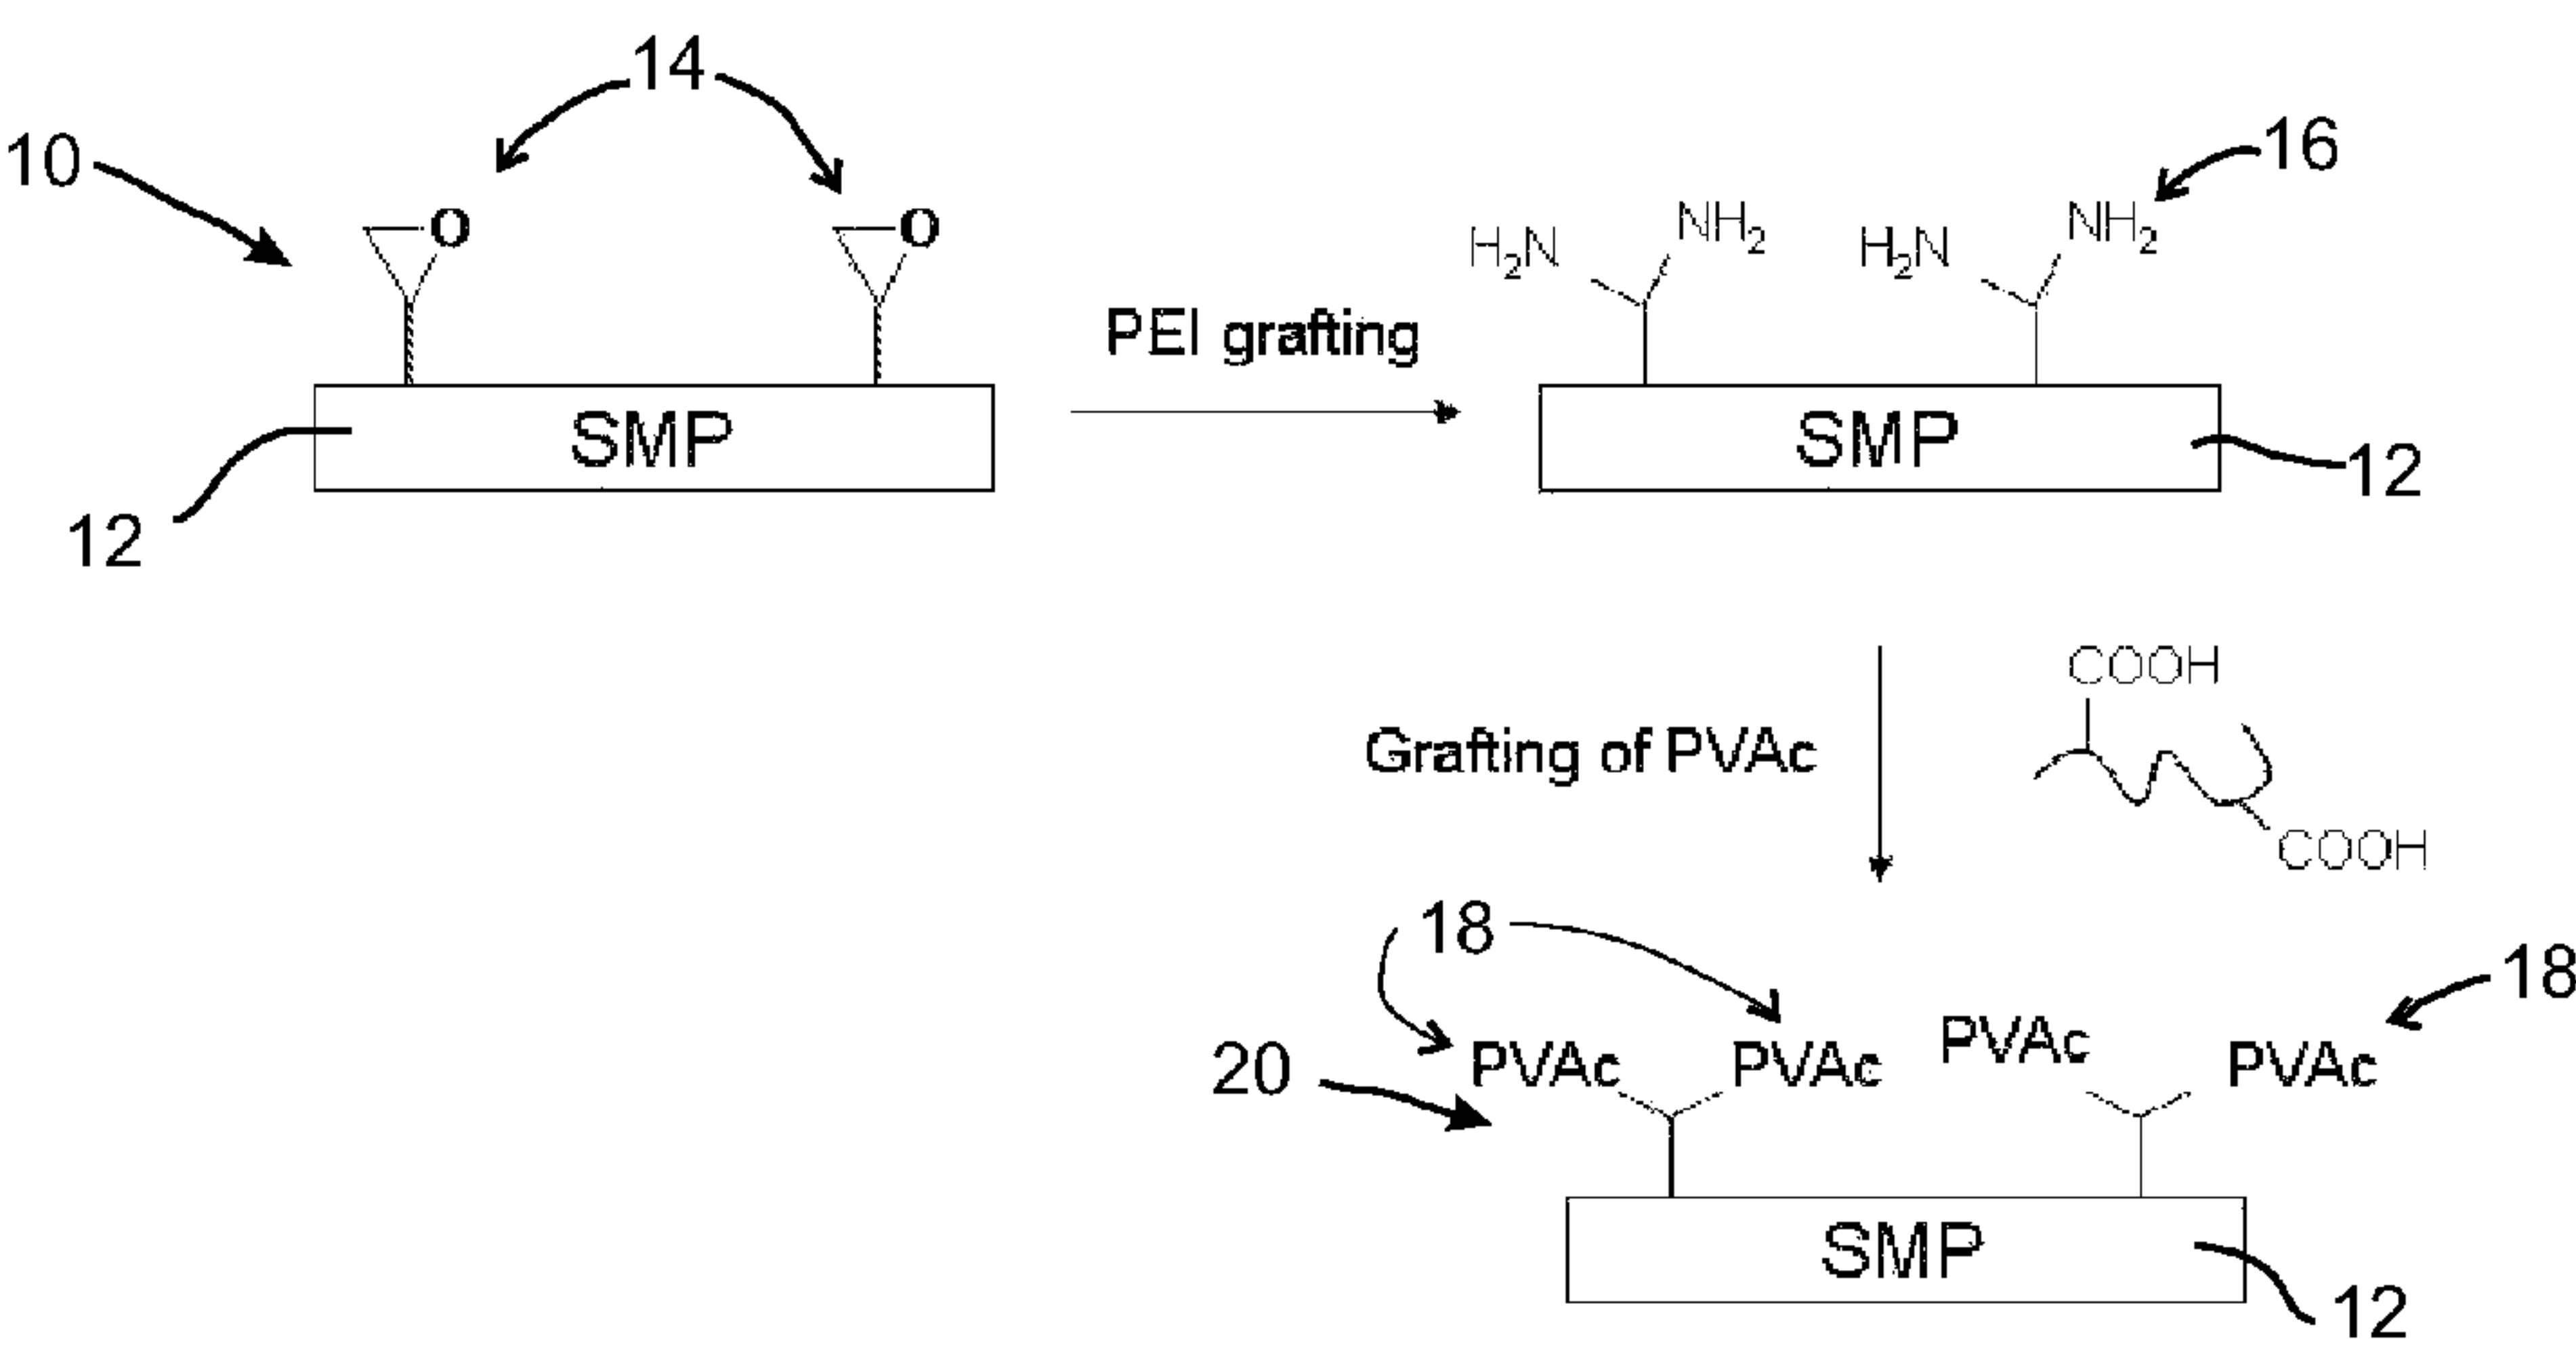 14
10
O
O
SMP
12
PEI grafting
16
H2N
NH2
H2N
NH2
SMP
12
Grafting of PVAc
COOH
COOH
18
18
20
PVAc
PVAc
PVAc
PVAc
SMP
12